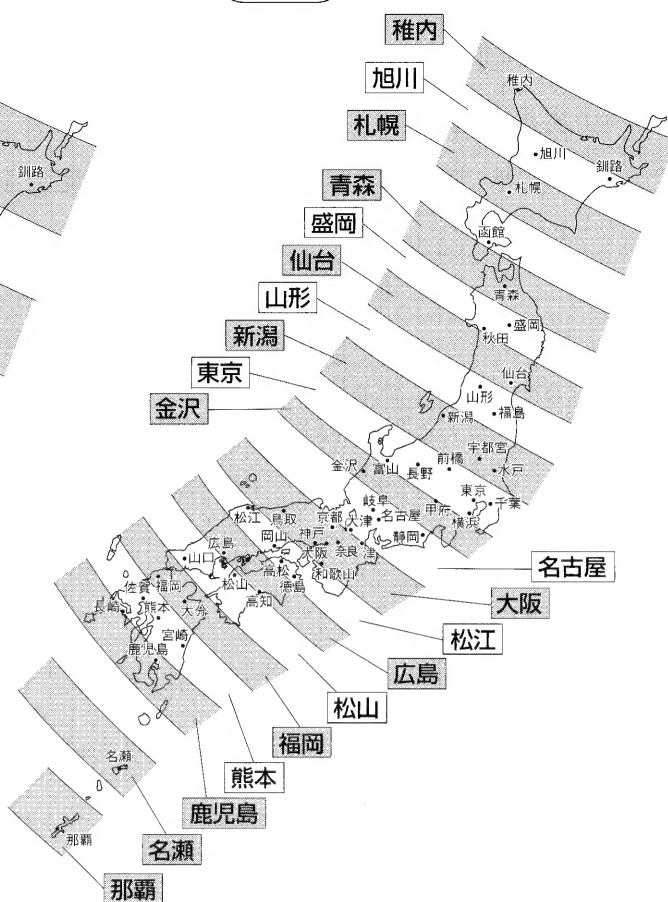 稚内
旭川
札幌
青森
盛岡
仙台
山形
新潟
東京
金沢
釧路
稚内
旭川
釧路
札幌
函館
青森
盛岡
秋田
仙台
山形
新潟
福島
宇都宮
水戸
前橋
金沢
富山
長野
東京
千葉
甲府
横浜
岐阜
名古屋
静岡
京都
大津
津
松江
鳥取
岡山
神戸
大阪
奈良
和歌山
広島
山口
高松
徳島
松山
高知
佐賀
福岡
長崎
熊本
大分
宮崎
鹿児島
名瀬
那覇
名古屋
大阪
松江
広島
松山
福岡
熊本
鹿児島
名瀬
那覇